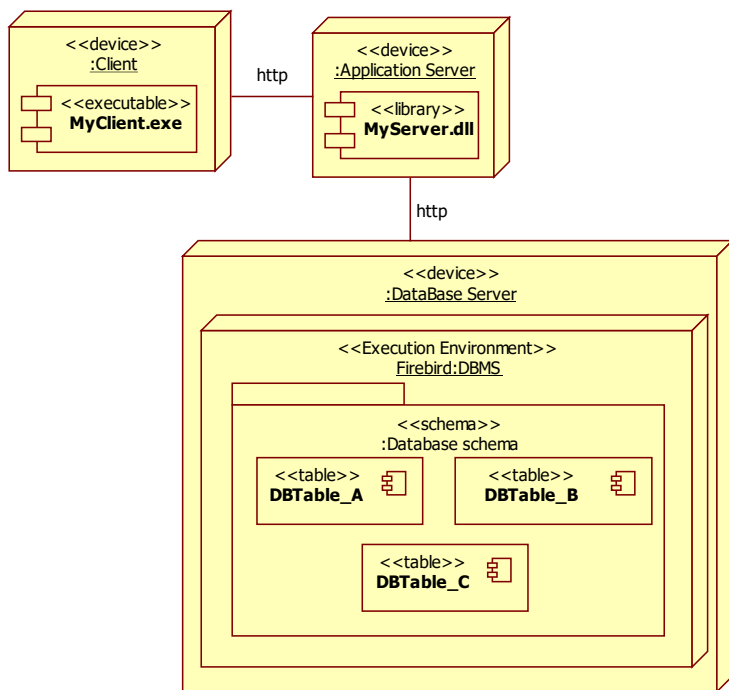 <<device>>
:Client
<<executable>>
MyClient.exe
http
<<device>>
:Application Server
<<library>>
MyServer.dll
http
<<device>>
:DataBase Server
<<Execution Environment>>
Firebird:DBMS
<<schema>>
:Database schema
<<table>>
DBTable_A
<<table>>
DBTable_B
<<table>>
DBTable_C